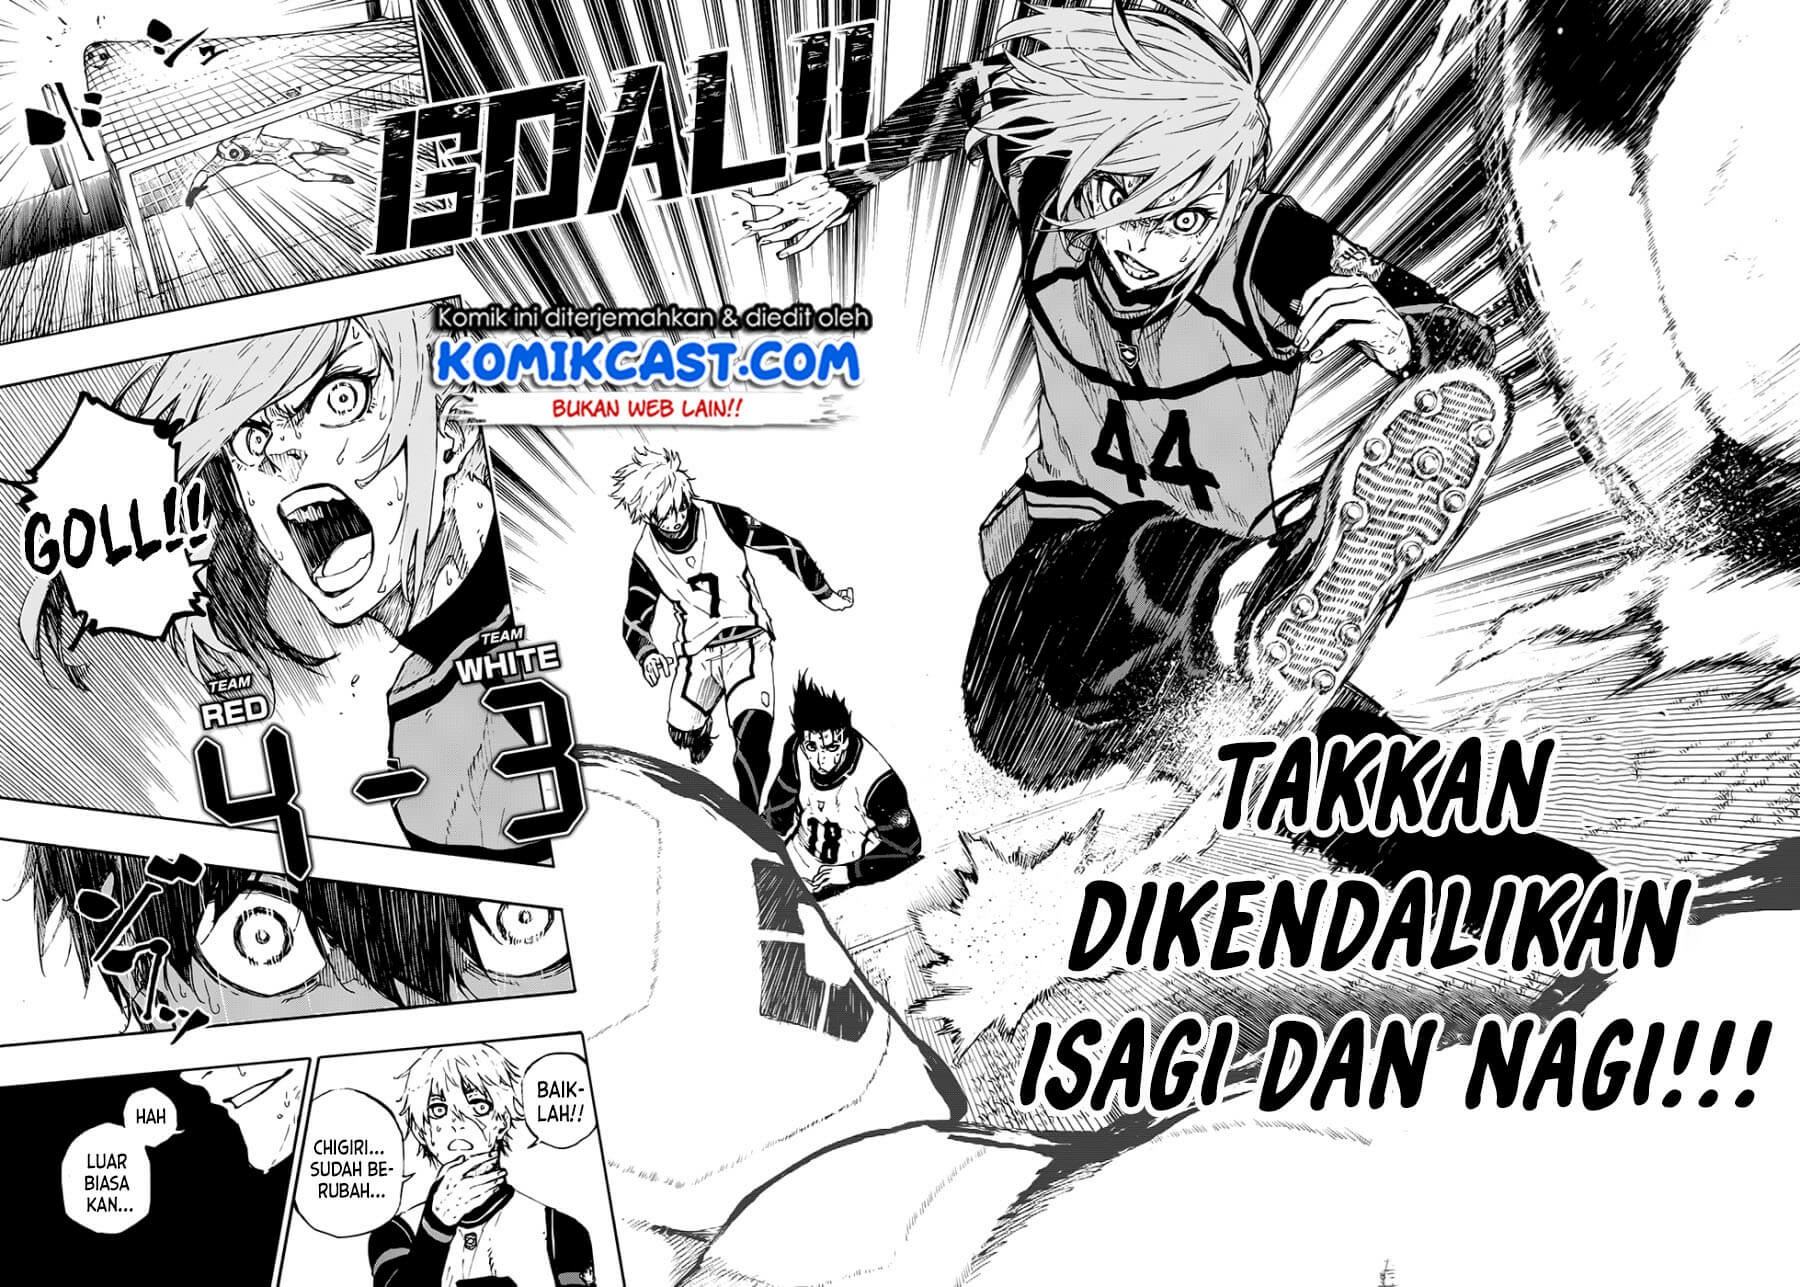 TAKKAN
DIKENDALIKAN
ISAGI DAN NAGI!!!
44
7
18
GOAL!!
Komik ini diterjemahkan & diedit oleh
KOMIKCAST.COM
BUKAN WEB LAIN!!
GOLL!!
TEAM
RED
TEAM
WHITE
4 - 3
BAIK-
LAH!!
CHIGIRI...
SUDAH BE-
RUBAH...
HAH
LUAR
BIASA
KAN...